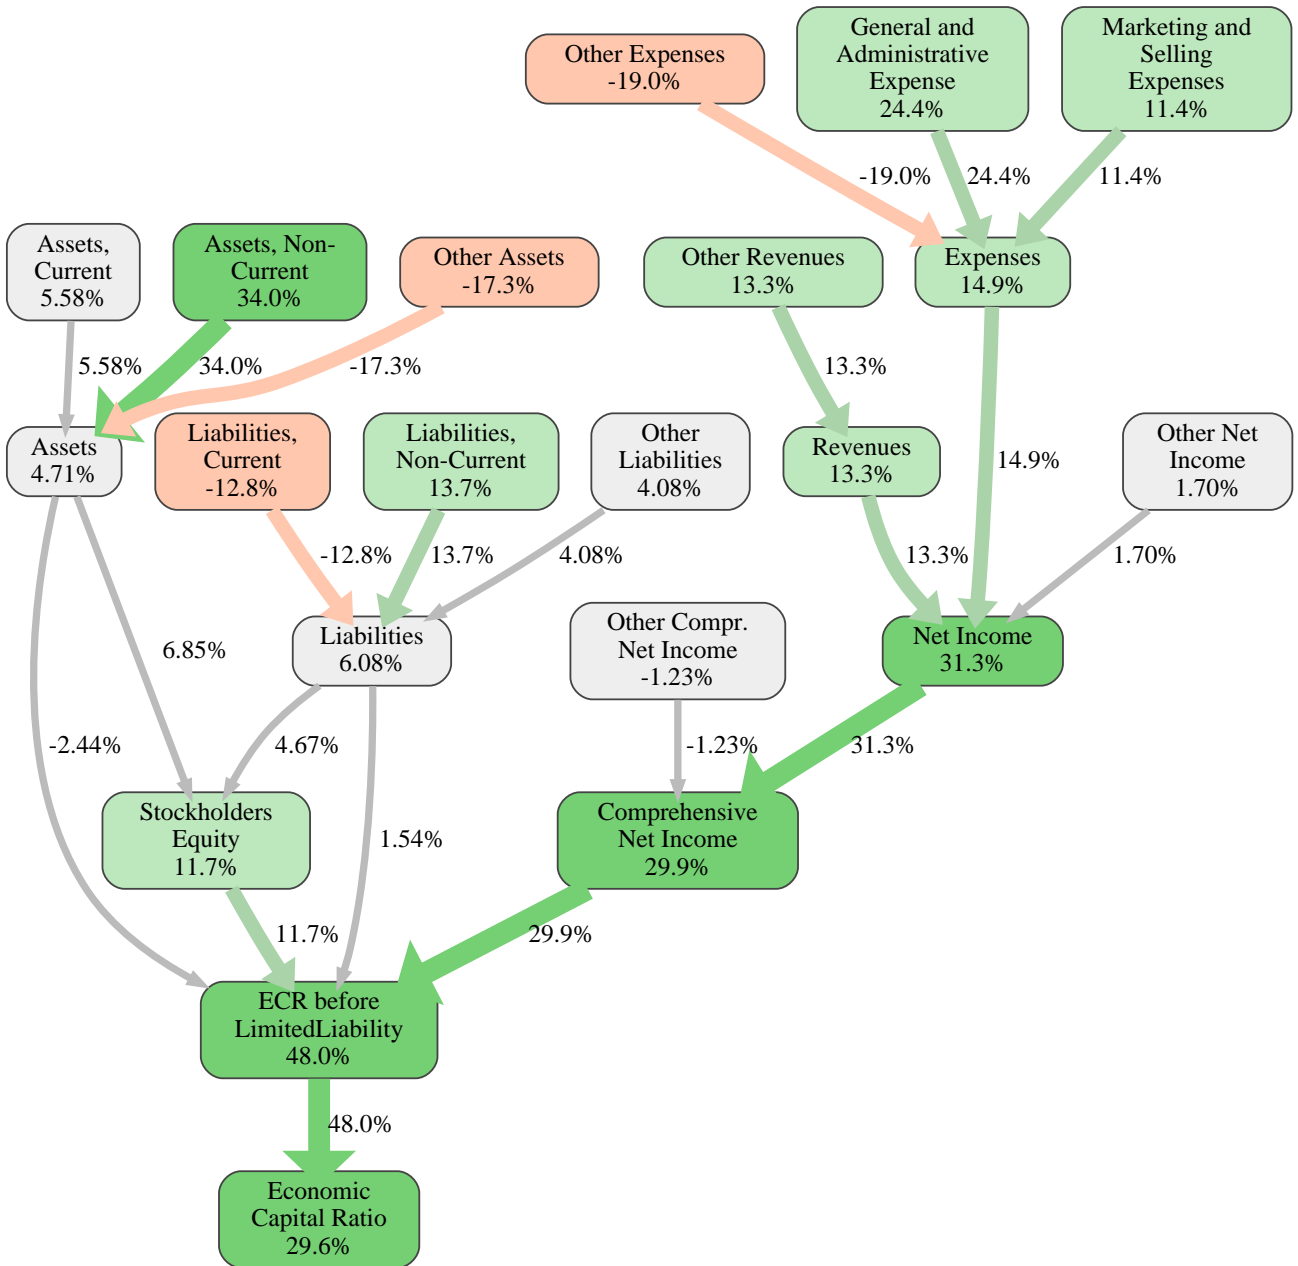 Other Expenses
-19.0%
General and
Administrative
Expense
24.4%
Marketing and
Selling
Expenses
11.4%
-19.0%
24.4%
11.4%
Assets,
Current
5.58%
Assets, Non-
Current
34.0%
Other Assets
-17.3%
Other Revenues
13.3%
Expenses
14.9%
5.58%
34.0%
-17.3%
13.3%
Assets
4.71%
Liabilities,
Current
-12.8%
Liabilities,
Non-Current
13.7%
Other
Liabilities
4.08%
Revenues
13.3%
14.9%
Other Net
Income
1.70%
-12.8%
13.7%
4.08%
13.3%
1.70%
Liabilities
6.08%
Other Compr.
Net Income
-1.23%
Net Income
31.3%
6.85%
-2.44%
4.67%
-1.23%
31.3%
Stockholders
Equity
11.7%
1.54%
Comprehensive
Net Income
29.9%
11.7%
29.9%
ECR before
LimitedLiability
48.0%
48.0%
Economic
Capital Ratio
29.6%